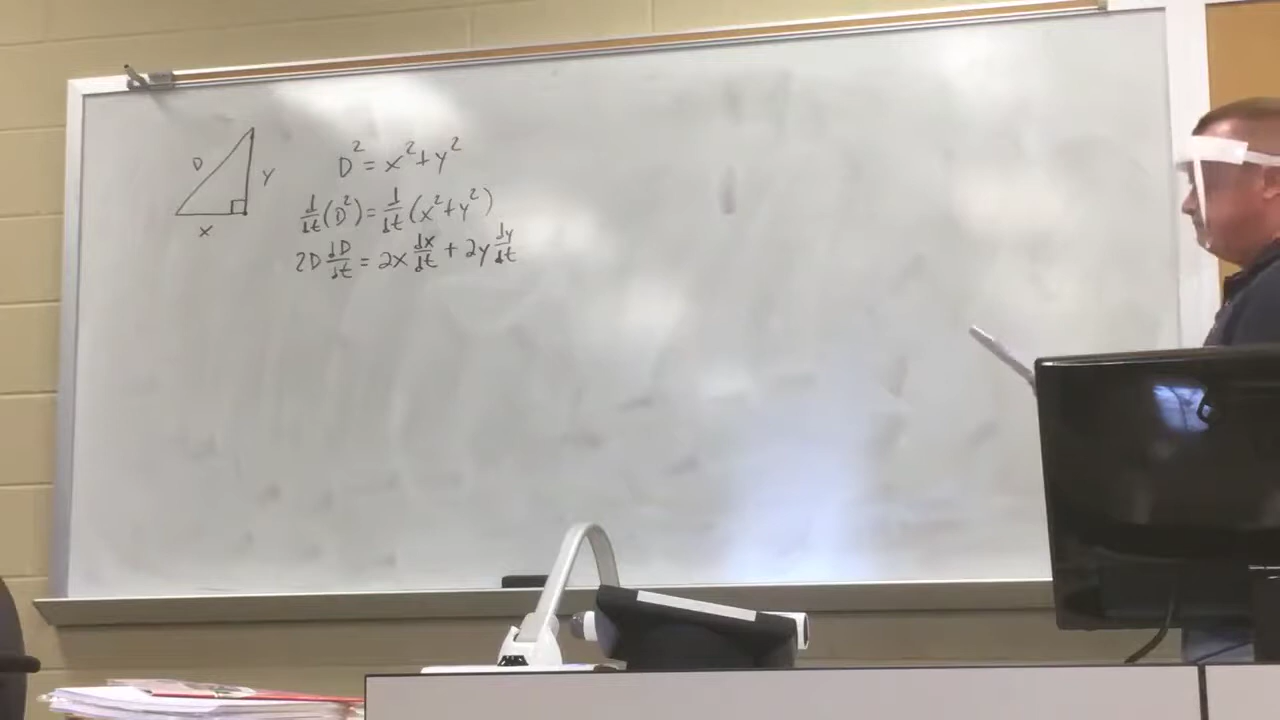 D
y
x
D² = x² + y²
d/dt (D²) = d/dt (x² + y²)
2D dD/dt = 2x dx/dt + 2y dy/dt